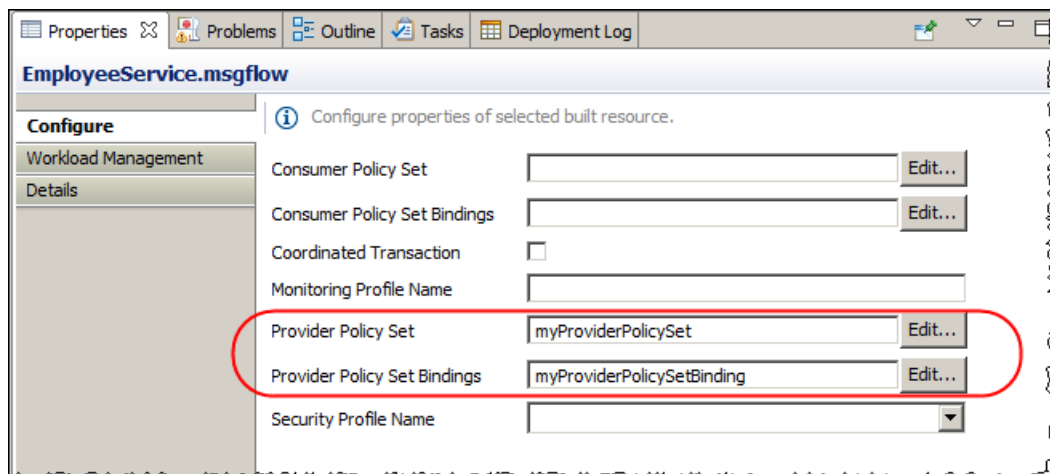 Properties Problems Outline Tasks Deployment Log
EmployeeService.msgflow
Configure
Workload Management
Details
Configure properties of selected built resource.
Consumer Policy Set Edit...
Consumer Policy Set Bindings Edit...
Coordinated Transaction
Monitoring Profile Name
Provider Policy Set myProviderPolicySet Edit...
Provider Policy Set Bindings myProviderPolicySetBinding Edit...
Security Profile Name